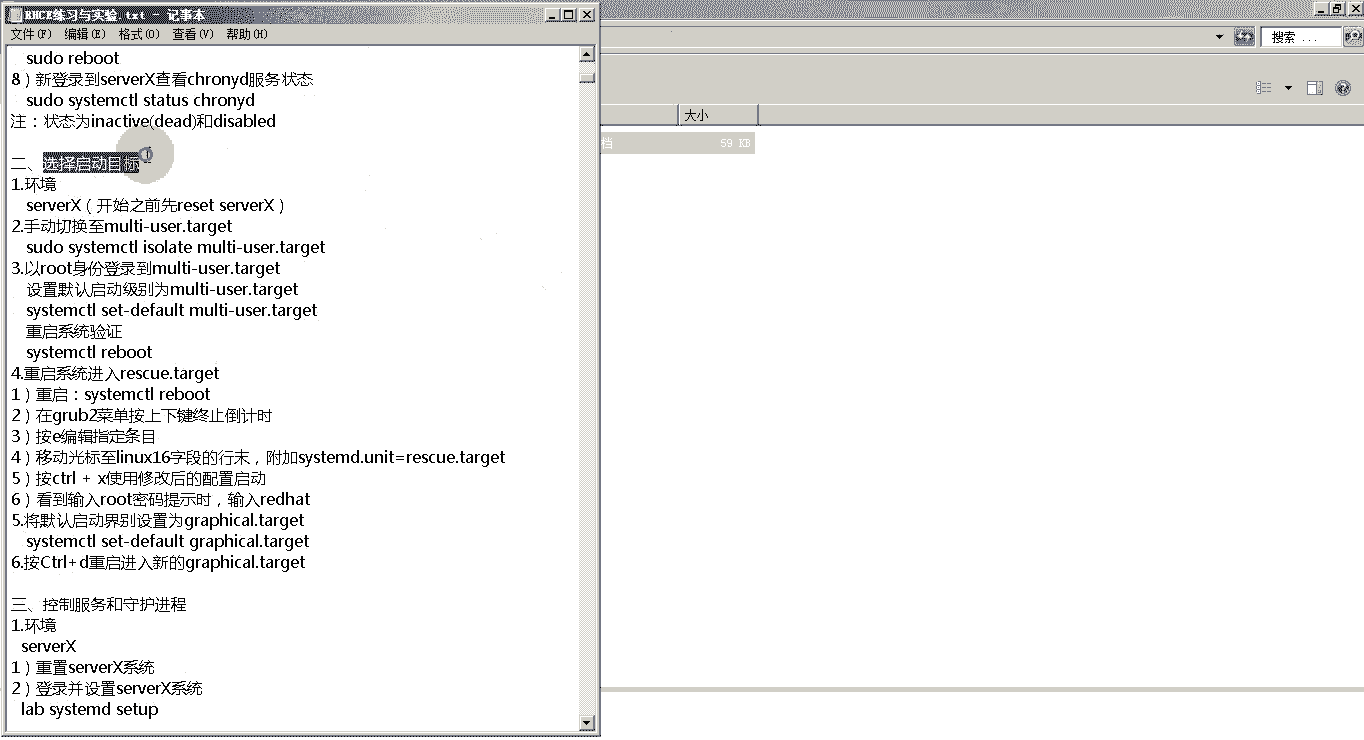 RHCE练习与实验.txt - 记事本
文件(F) 编辑(E) 格式(O) 查看(V) 帮助(H)
搜索 ...
大小
档 59 KB
sudo reboot
8）新登录到serverX查看chronyd服务状态
sudo systemctl status chronyd
注：状态为inactive(dead)和disabled
二、选择启动目标
1.环境
serverX（开始之前先reset serverX）
2.手动切换至multi-user.target
sudo systemctl isolate multi-user.target
3.以root身份登录到multi-user.target
设置默认启动级别为multi-user.target
systemctl set-default multi-user.target
重启系统验证
systemctl reboot
4.重启系统进入rescue.target
1）重启：systemctl reboot
2）在grub2菜单按上下键终止倒计时
3）按e编辑指定条目
4）移动光标至linux16字段的行末，附加systemd.unit=rescue.target
5）按ctrl + x使用修改后的配置启动
6）看到输入root密码提示时，输入redhat
5.将默认启动界别设置为graphical.target
systemctl set-default graphical.target
6.按Ctrl+d重启进入新的graphical.target
三、控制服务和守护进程
1.环境
serverX
1）重置serverX系统
2）登录并设置serverX系统
lab systemd setup